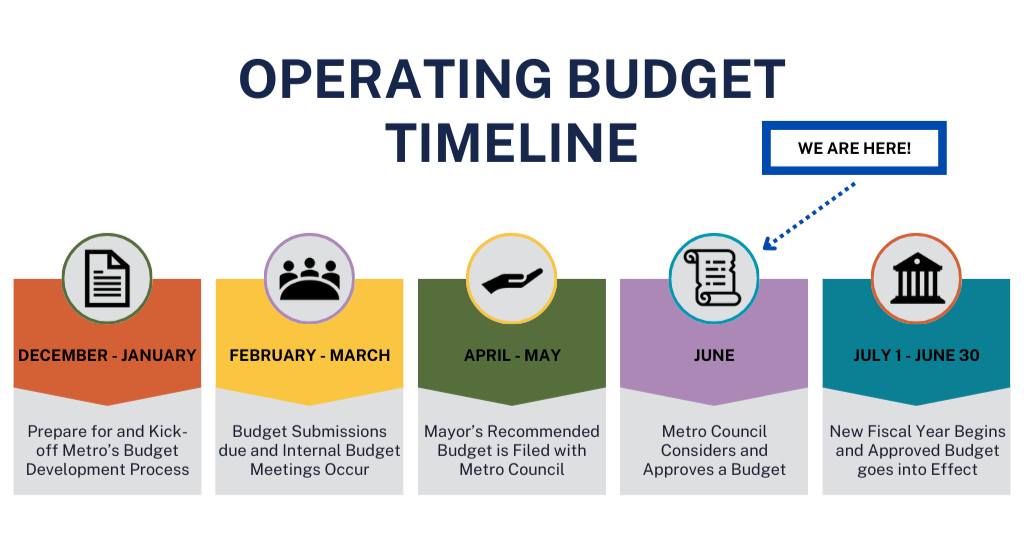 OPERATING BUDGET
TIMELINE
WE ARE HERE!
DECEMBER - JANUARY
Prepare for and Kick-
off Metro's Budget
Development Process
FEBRUARY - MARCH
Budget Submissions
due and Internal Budget
Meetings Occur
APRIL - MAY
Mayor's Recommended
Budget is Filed with
Metro Council
JUNE
Metro Council
Considers and
Approves a Budget
JULY 1 - JUNE 30
New Fiscal Year Begins
and Approved Budget
goes into Effect